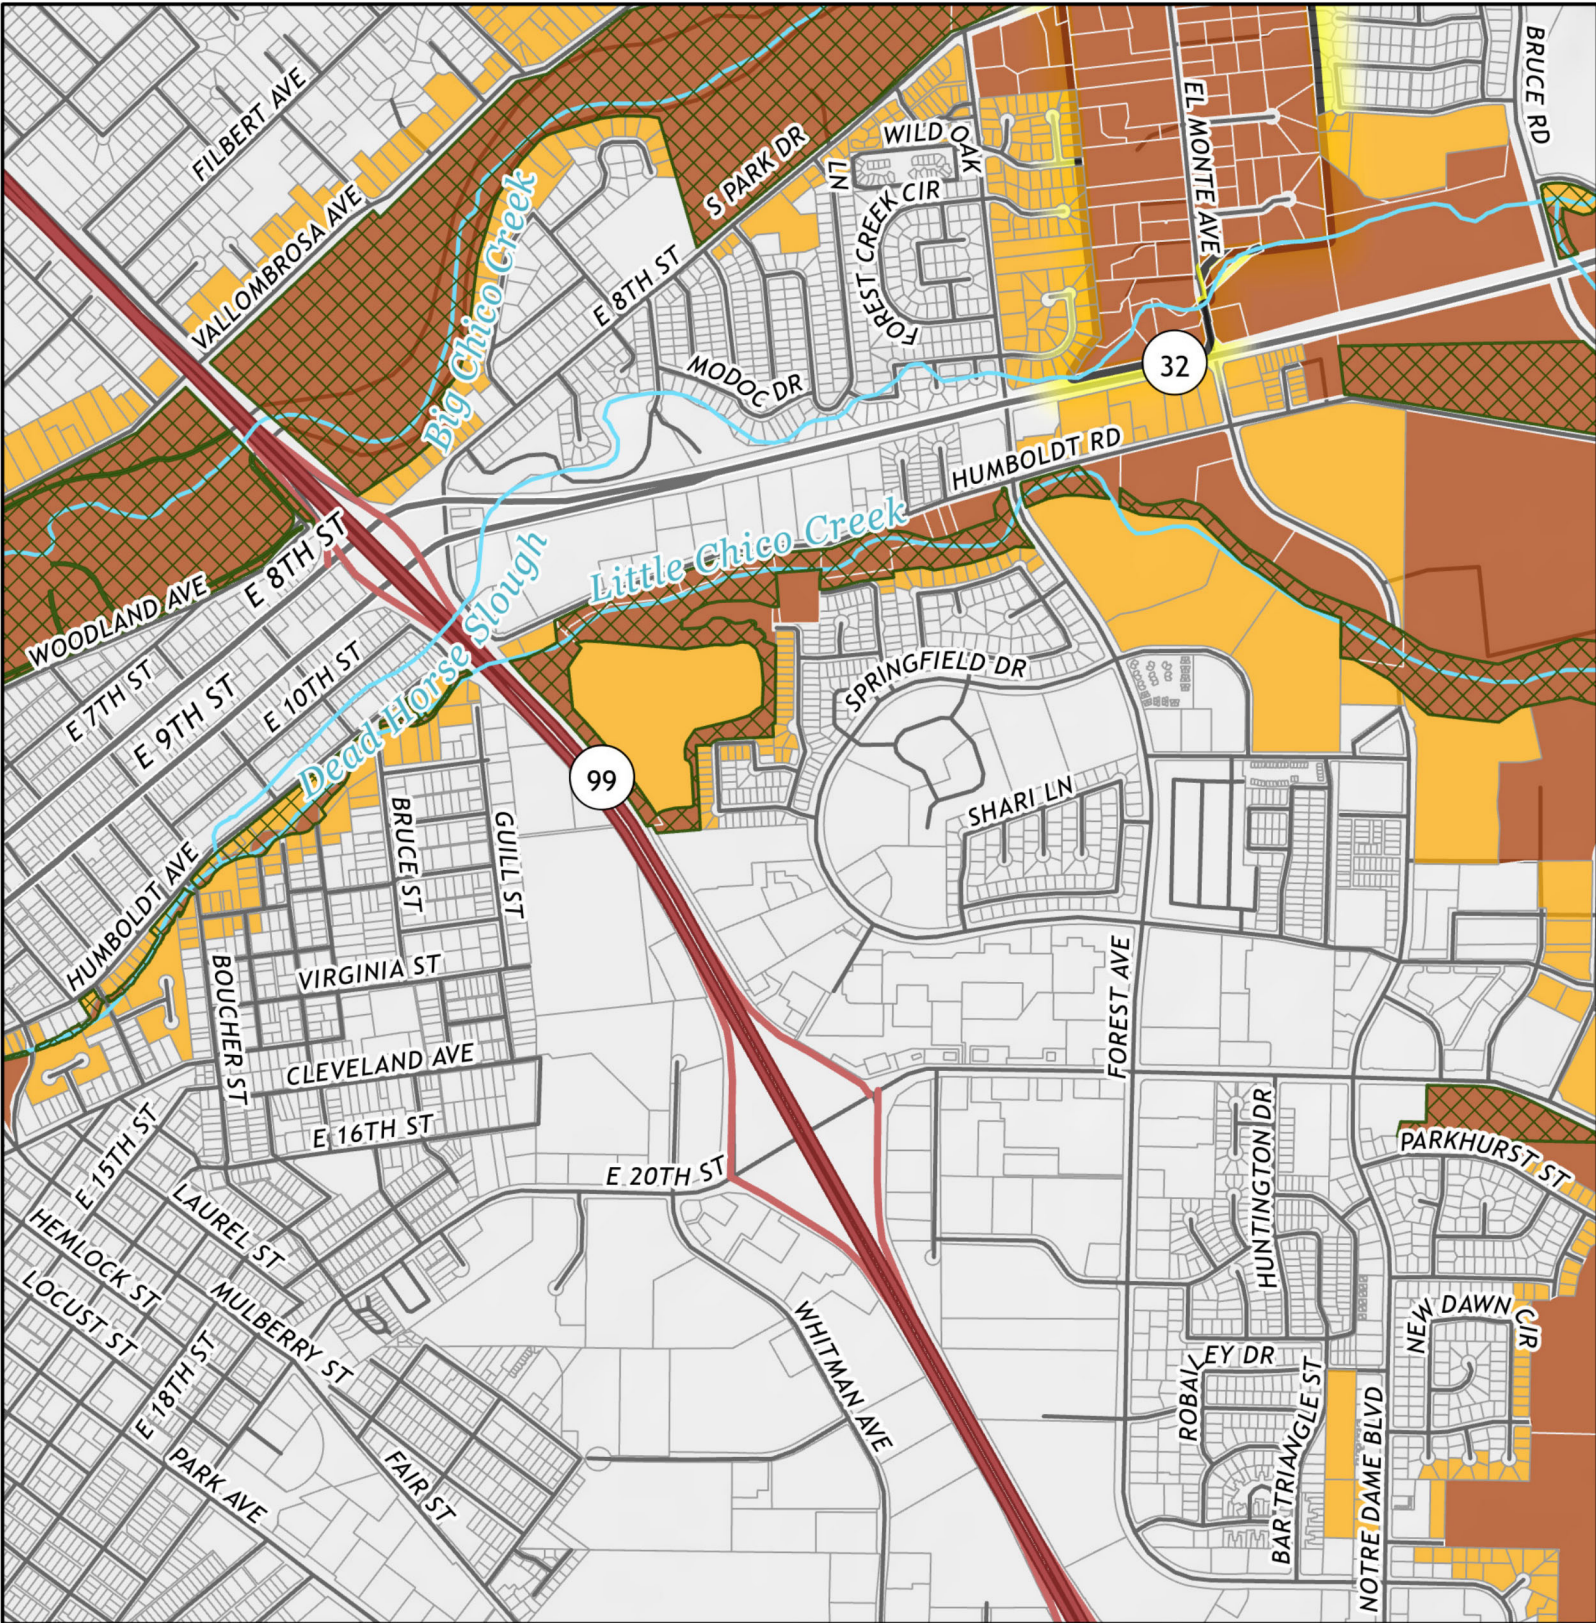 BRUCE RD
FILBERT AVE
EL MONTE AVE
WILD OAK
LN
S PARK DR
VALLOMBROSA AVE
FOREST CREEK CIR
E 8TH ST
Big Chico Creek
MODOC DR
32
HUMBOLDT RD
Little Chico Creek
E 8TH ST
WOODLAND AVE
Dead Horse Slough
E 7TH ST
E 9TH ST
E 10TH ST
SPRINGFIELD DR
99
SHARI LN
BRUCE ST
GUILL ST
HUMBOLDT AVE
VIRGINIA ST
BOUCHER ST
FOREST AVE
CLEVELAND AVE
E 16TH ST
E 15TH ST
E 20TH ST
HUNTINGTON DR
PARKHURST ST
LAUREL ST
HEMLOCK ST
LOCUST ST
MULBERRY ST
E 18TH ST
WHITMAN AVE
NEW DAWN CIR
ROBAILEY DR
BAR TRIANGLE ST
NOTRE DAME BLVD
PARK AVE
FAIR ST